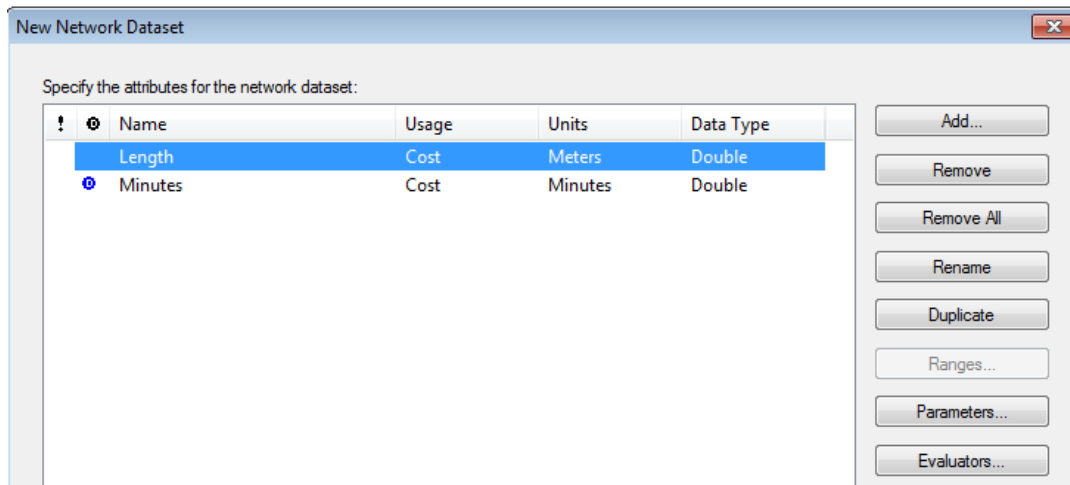 New Network Dataset
Specify the attributes for the network dataset:
! Name Usage Units Data Type
Length Cost Meters Double
Minutes Cost Minutes Double
Add...
Remove
Remove All
Rename
Duplicate
Ranges...
Parameters...
Evaluators...